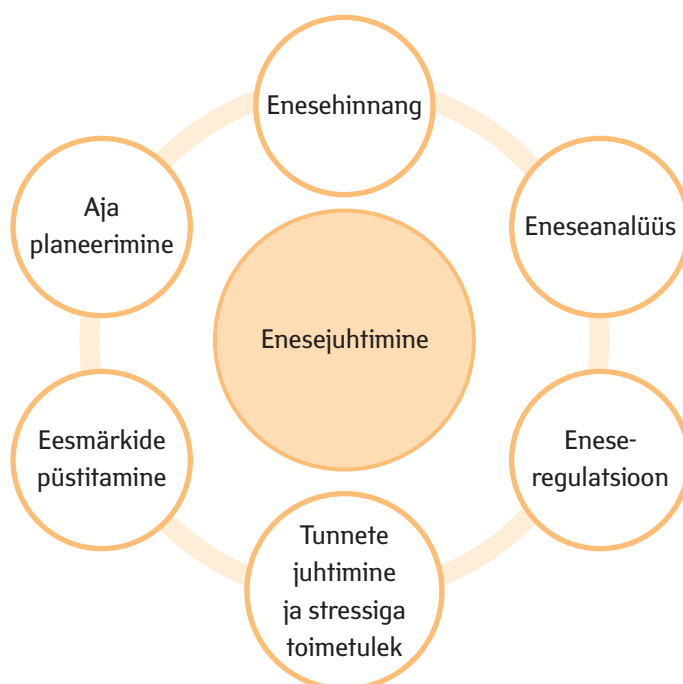 Enesehinnang
Eneseanalüüs
Enese-
regulatsioon
Tunnete
juhtimine
ja stressiga
toimetulek
Eesmärkide
püstitamine
Aja
planeerimine
Enesejuhtimine